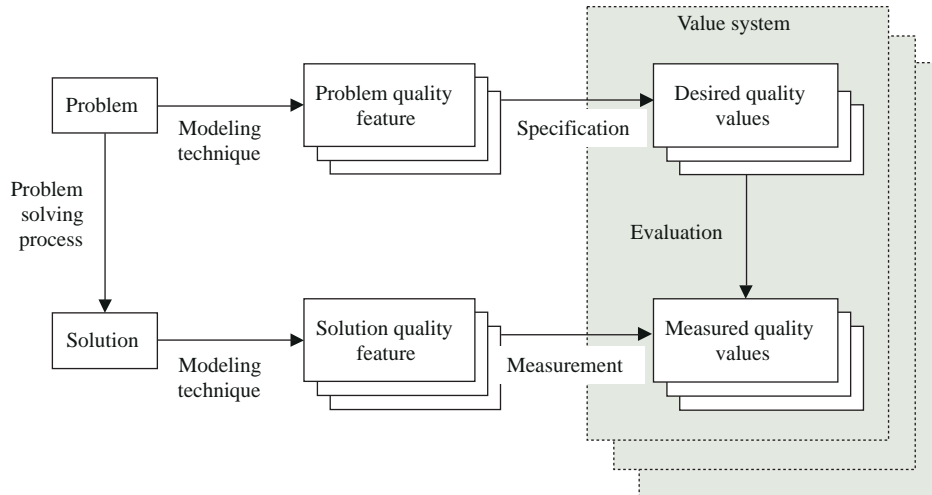 Value system
Problem
Modeling
technique
Problem quality
feature
Specification
Desired quality
values
Problem
solving
process
Evaluation
Solution
Modeling
technique
Solution quality
feature
Measurement
Measured quality
values